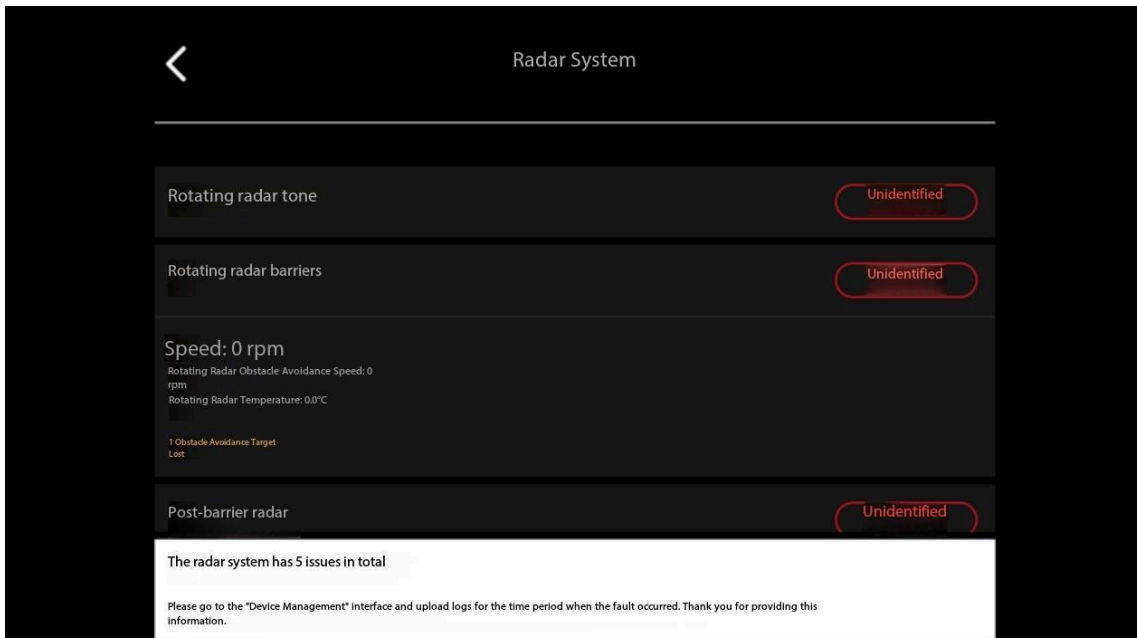 Radar System
Rotating radar tone
Unidentified
Rotating radar barriers
Unidentified
Speed: 0 rpm
Rotating Radar Obstacle Avoidance Speed: 0
rpm
Rotating Radar Temperature: 0.0°C
1 Obstacle Avoidance Target
Lost
Post-barrier radar
Unidentified
The radar system has 5 issues in total
Please go to the "Device Management" interface and upload logs for the time period when the fault occurred. Thank you for providing this
information.